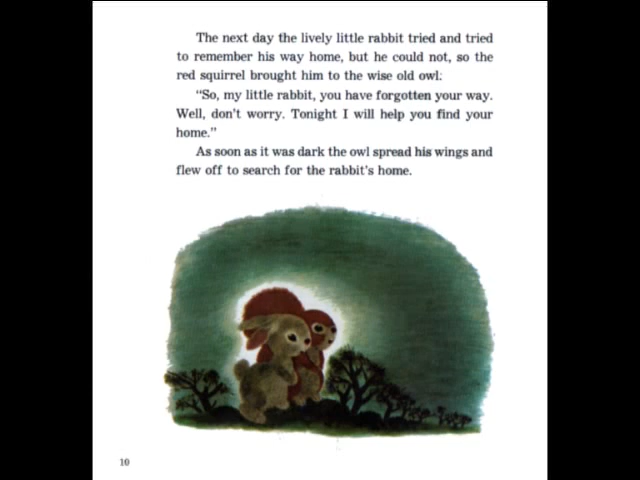 The next day the lively little rabbit tried and tried
to remember his way home, but he could not, so the
red squirrel brought him to the wise old owl.
"So, my little rabbit, you have forgotten your way.
Well, don't worry. Tonight I will help you find your
home."
As soon as it was dark the owl spread his wings and
flew off to search for the rabbit's home.
10